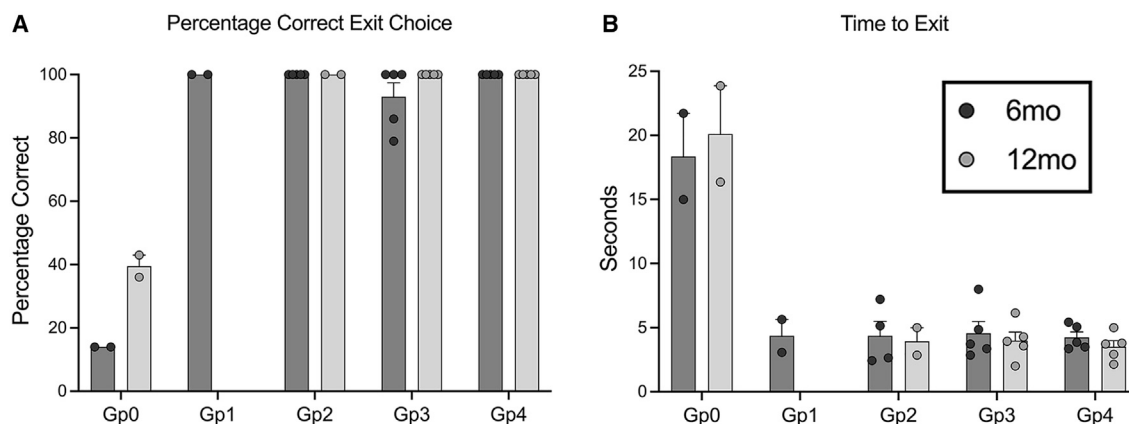 A
Percentage Correct Exit Choice
Percentage Correct
100
80
60
40
20
0
Gp0 Gp1 Gp2 Gp3 Gp4
B
Time to Exit
Seconds
25
20
15
10
5
0
6mo
12mo
Gp0 Gp1 Gp2 Gp3 Gp4